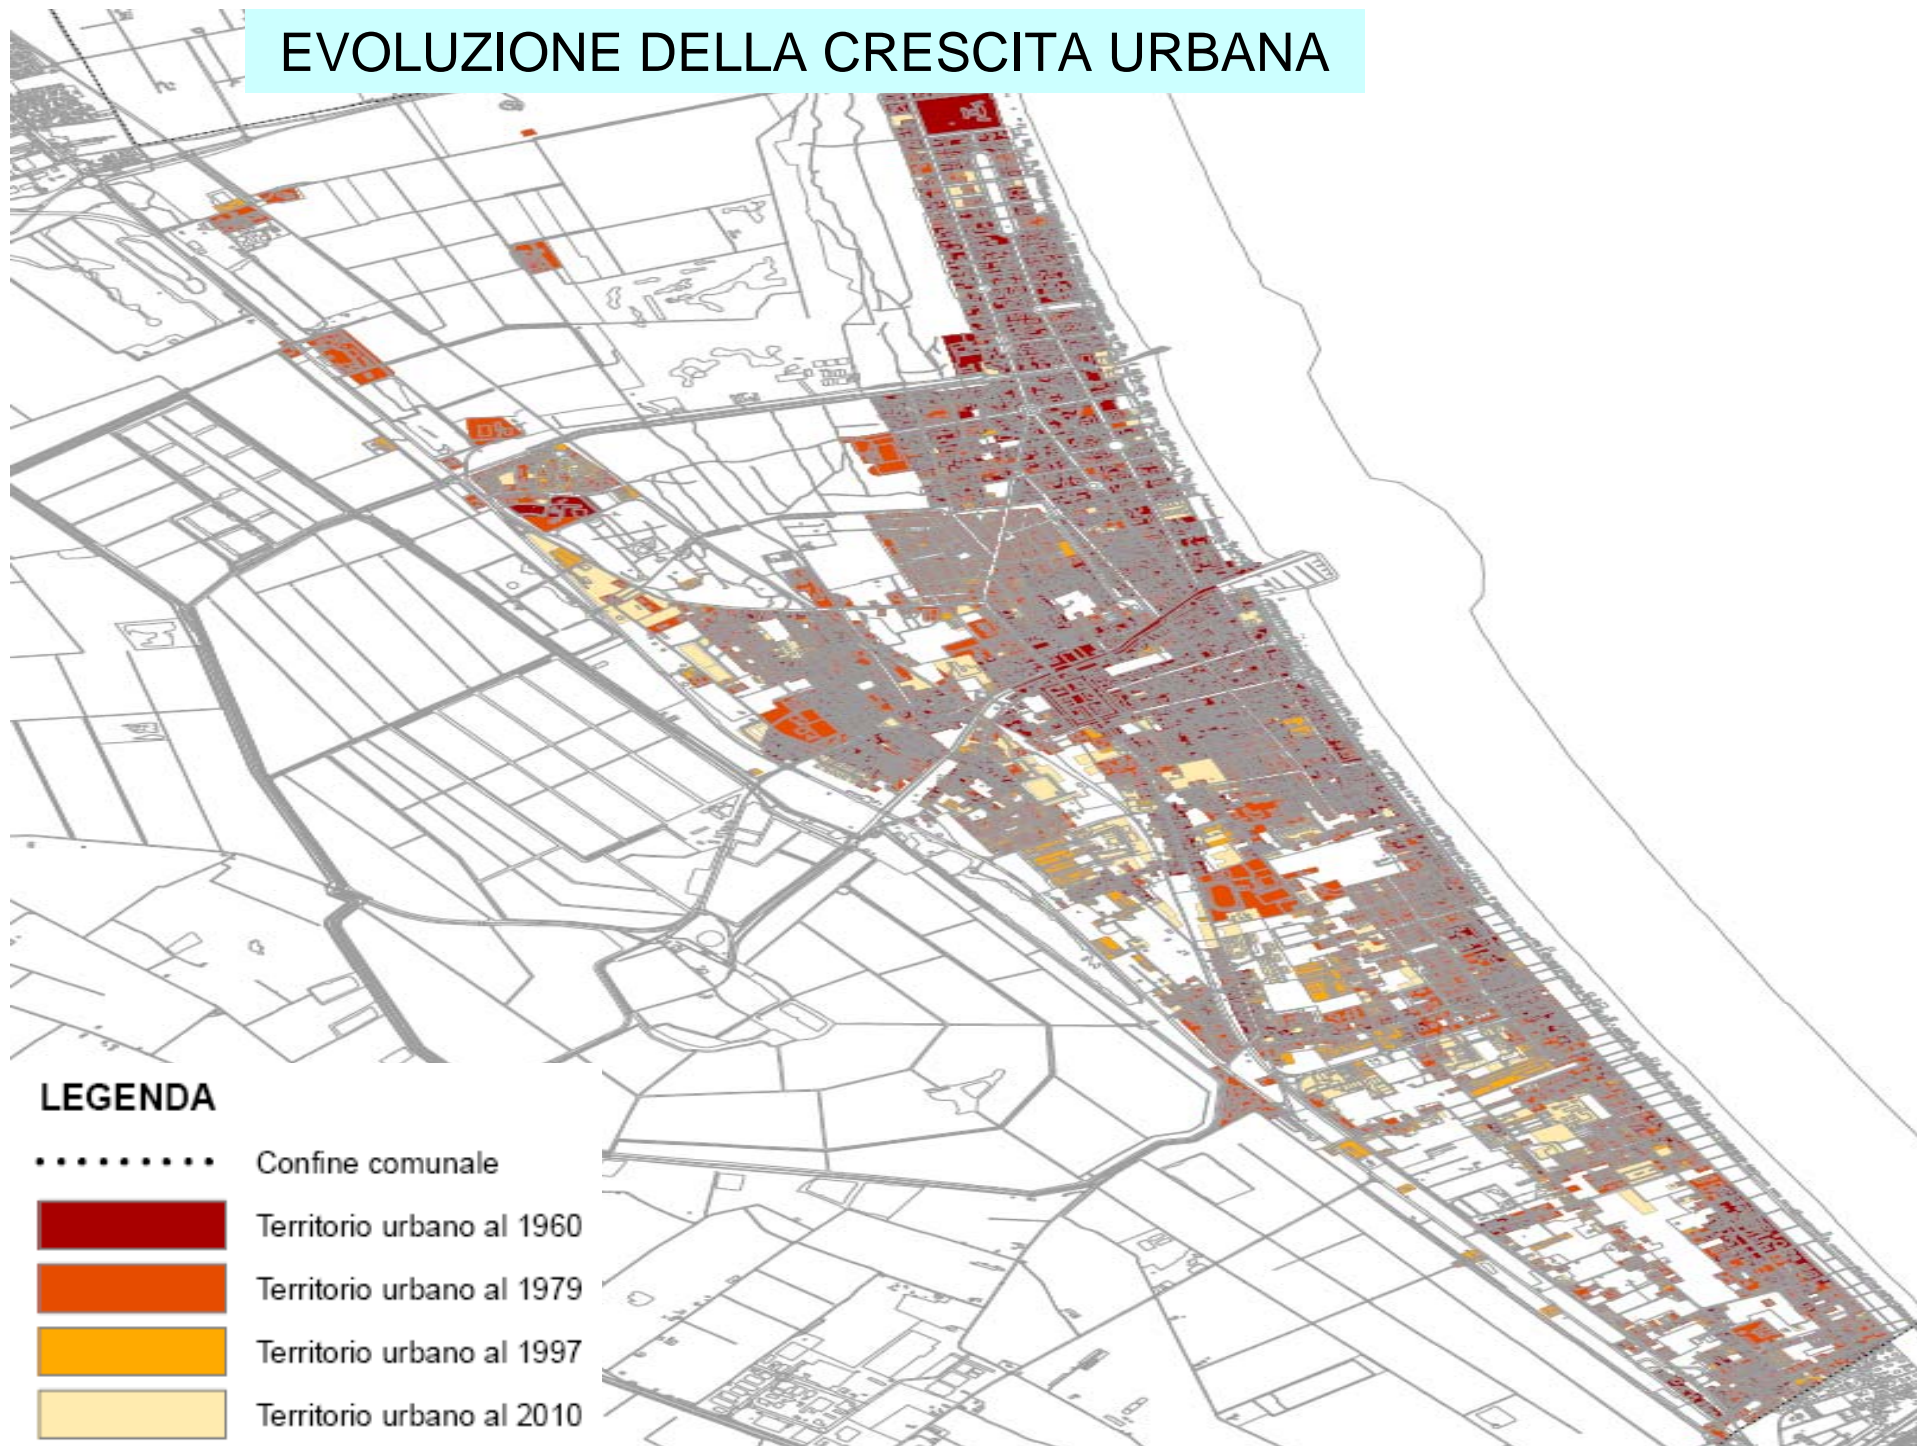 EVOLUZIONE DELLA CRESCITA URBANA
LEGENDA
Confine comunale
Territorio urbano al 1960
Territorio urbano al 1979
Territorio urbano al 1997
Territorio urbano al 2010